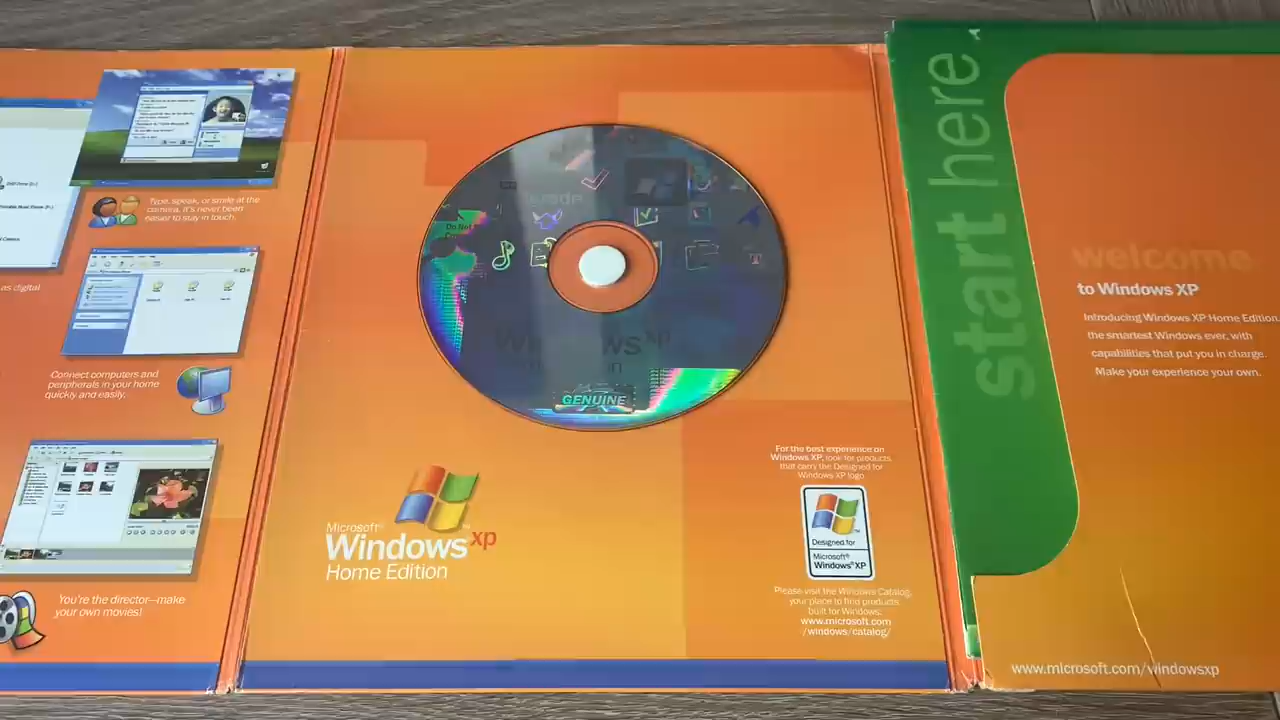 Type, speak, or smile at the
camera, it's never been
easier to stay in touch.
as digital
Connect computers and
peripherals in your home
quickly and easily.
You're the director—make
your own movies!
Do Not
GENUINE
Microsoft®
Windows xp
Home Edition
For the best experience on
Windows XP, look for products
that carry the Designed for
Windows XP logo.
Designed for
Microsoft®
Windows®XP
Please visit the Windows Catalog,
your place to find products
built for Windows:
www.microsoft.com
/windows/catalog/
start here
welcome
to Windows XP
Introducing Windows XP Home Edition,
the smartest Windows ever, with
capabilities that put you in charge.
Make your experience your own.
www.microsoft.com/windowsxp